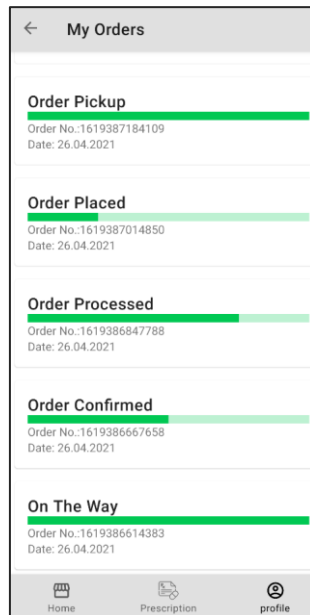 My Orders
Order Pickup
Order No.:1619387184109
Date: 26.04.2021
Order Placed
Order No.:1619387014850
Date: 26.04.2021
Order Processed
Order No.:1619386847788
Date: 26.04.2021
Order Confirmed
Order No.:1619386667658
Date: 26.04.2021
On The Way
Order No.:1619386614383
Date: 26.04.2021
Home Prescription profile